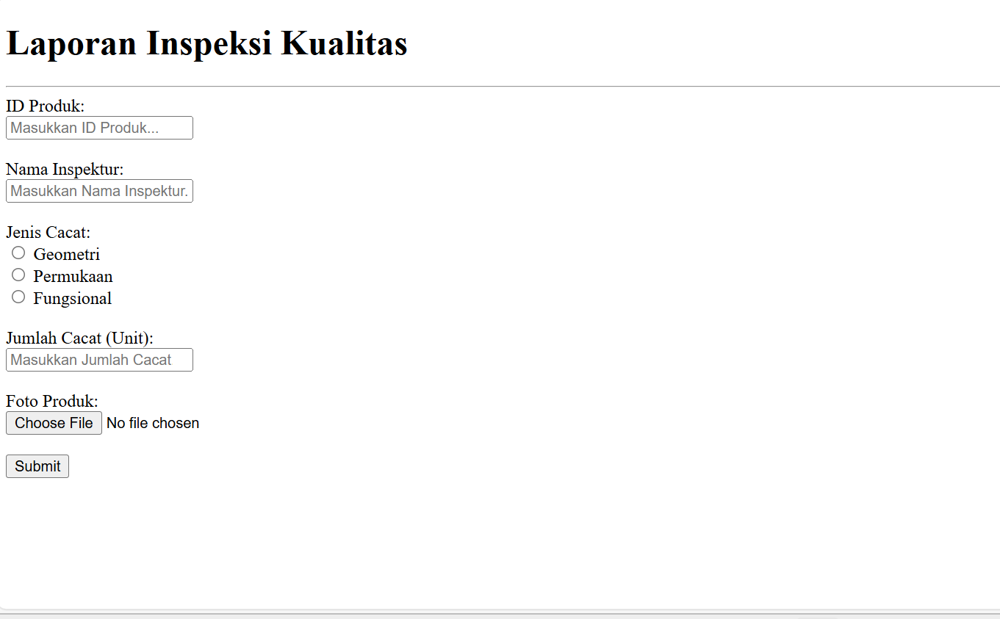 Laporan Inspeksi Kualitas
ID Produk:
Masukkan ID Produk...
Nama Inspektur:
Masukkan Nama Inspektur.
Jenis Cacat:
Geometri
Permukaan
Fungsional
Jumlah Cacat (Unit):
Masukkan Jumlah Cacat
Foto Produk:
Choose File No file chosen
Submit